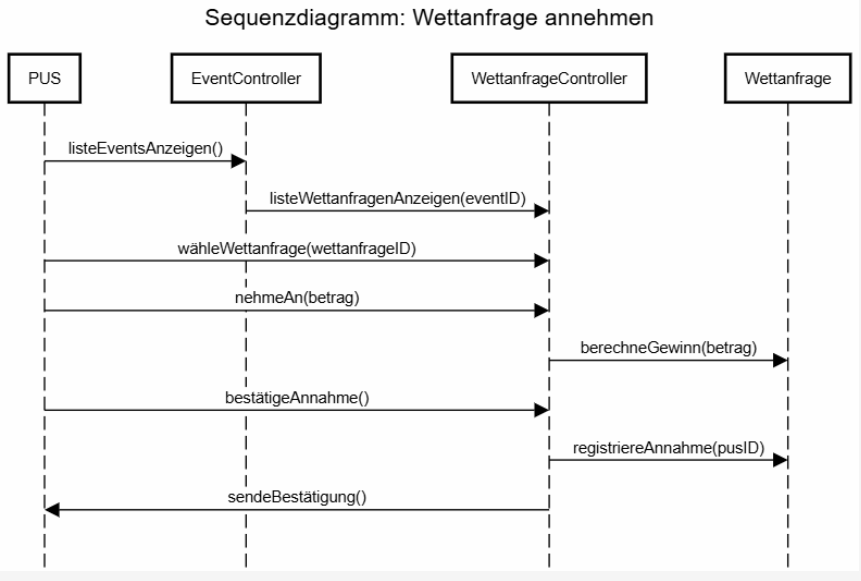 Sequenzdiagramm: Wettanfrage annehmen
PUS
EventController
WettanfrageController
Wettanfrage
listeEventsAnzeigen()
listeWettanfragenAnzeigen(eventID)
wähleWettanfrage(wettanfrageID)
nehmeAn(betrag)
berechneGewinn(betrag)
bestätigeAnnahme()
registriereAnnahme(pusID)
sendeBestätigung()